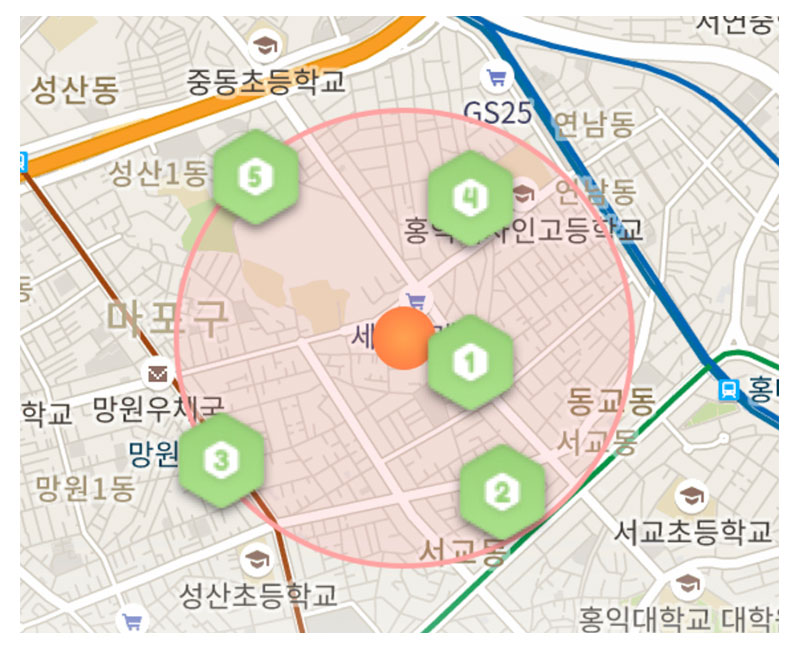 서연중
성산동
중동초등학교
GS25
연남동
성산1동
5
4
연남동
홍익
사인고등학교
마포구
세
1
망원우체국
학교
동교동
홍대
망원
3
서교동
망원1동
2
서교초등학교
서교동
성산초등학교
홍익대학교 대학